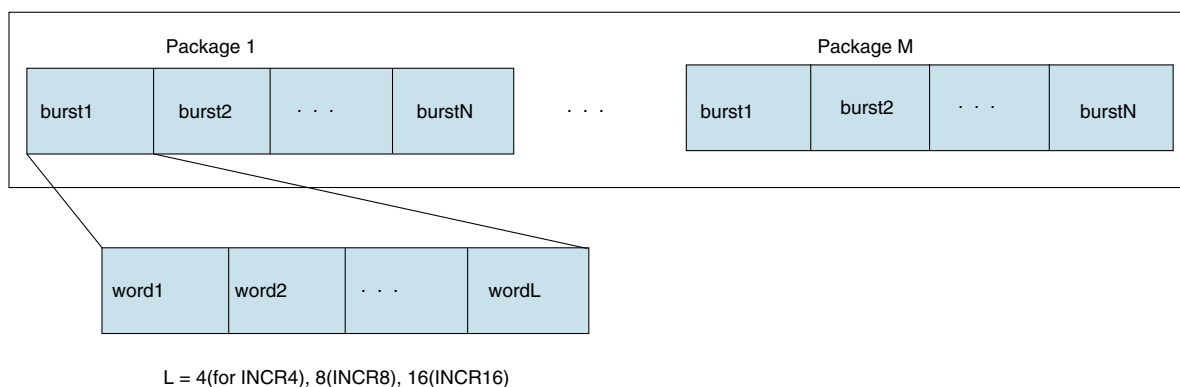 Package 1
Package M
burst1 burst2 . . . burstN . . . burst1 burst2 . . . burstN
word1 word2 . . . wordL
L = 4(for INCR4), 8(INCR8), 16(INCR16)